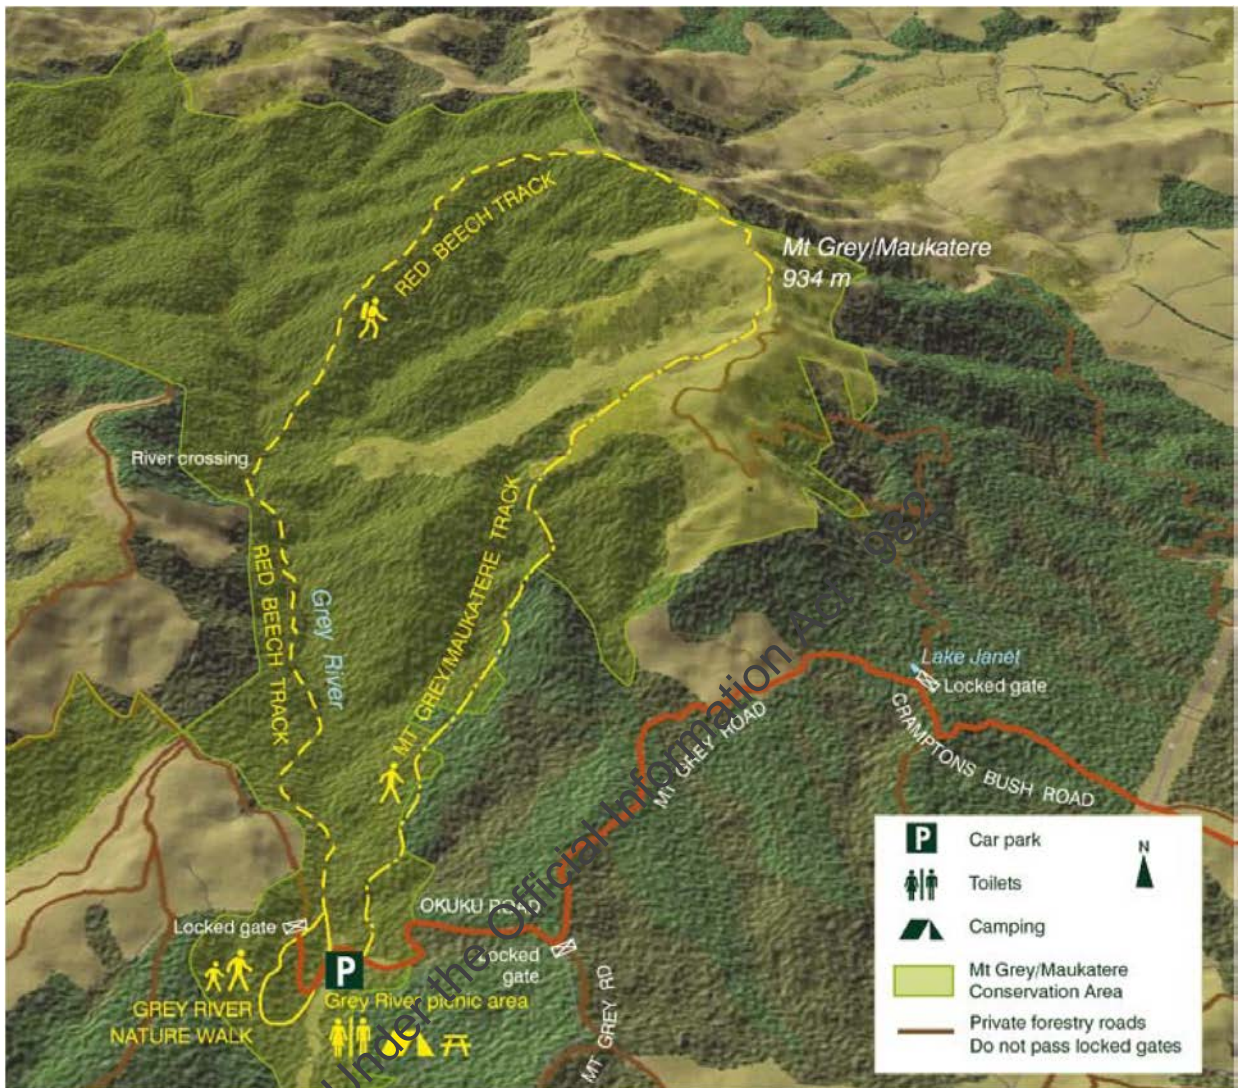 RED BEECH TRACK
Mt Grey/Maukatere
934 m
River crossing
RED BEECH TRACK
Grey River
MT GREY/MAUKATERE TRACK
Lake Janet
Locked gate
MT GREY ROAD
CRAMPTONS BUSH ROAD
P
Car park
N
Toilets
Camping
Mt Grey/Maukatere
Conservation Area
Private forestry roads
Do not pass locked gates
OKUKU ROAD
Locked gate
Locked
gate
P
Grey River picnic area
GREY RIVER
NATURE WALK
MT GREY RD
Under the Official Information Act 1982